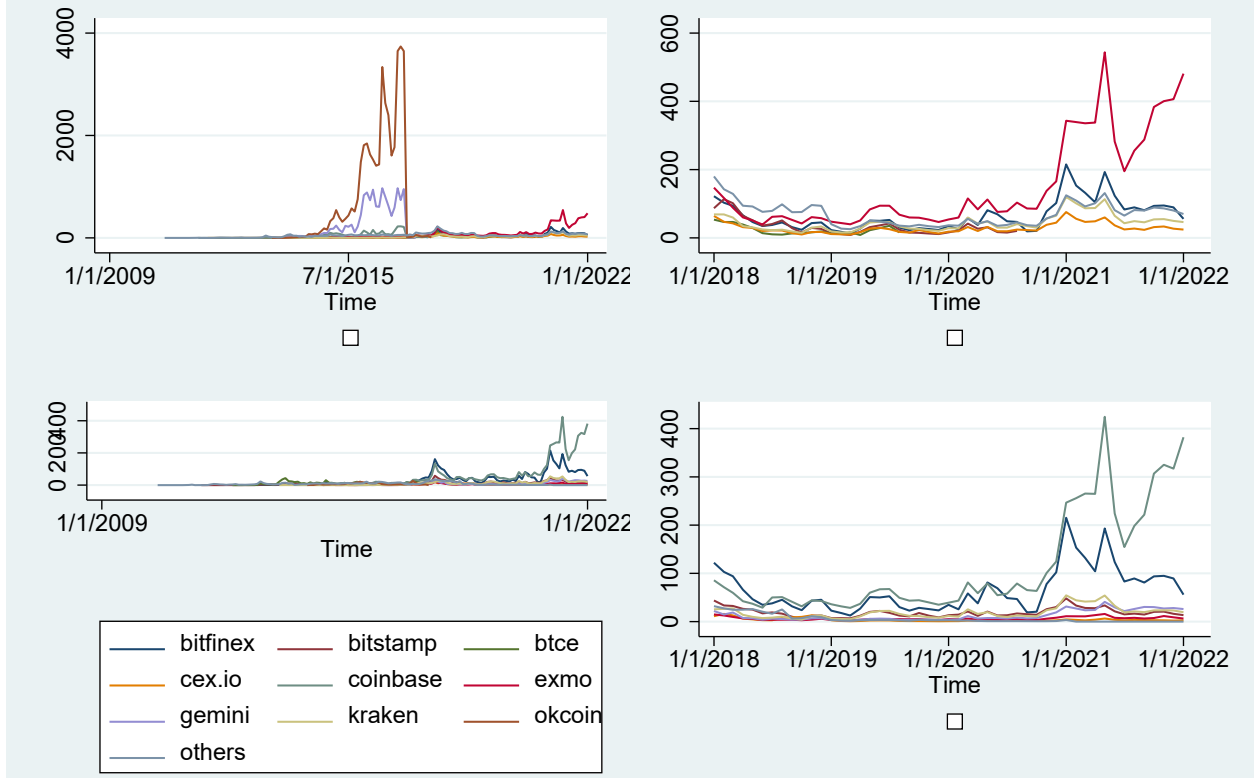 4000
2000
0
1/1/2009 7/1/2015 1/1/2022
Time
600
400
200
0
1/1/2018 1/1/2019 1/1/2020 1/1/2021 1/1/2022
Time
400
200
0
1/1/2009 1/1/2022
Time
400
300
200
100
0
1/1/2018 1/1/2019 1/1/2020 1/1/2021 1/1/2022
Time
bitfinex bitstamp btce
cex.io coinbase exmo
gemini kraken okcoin
others